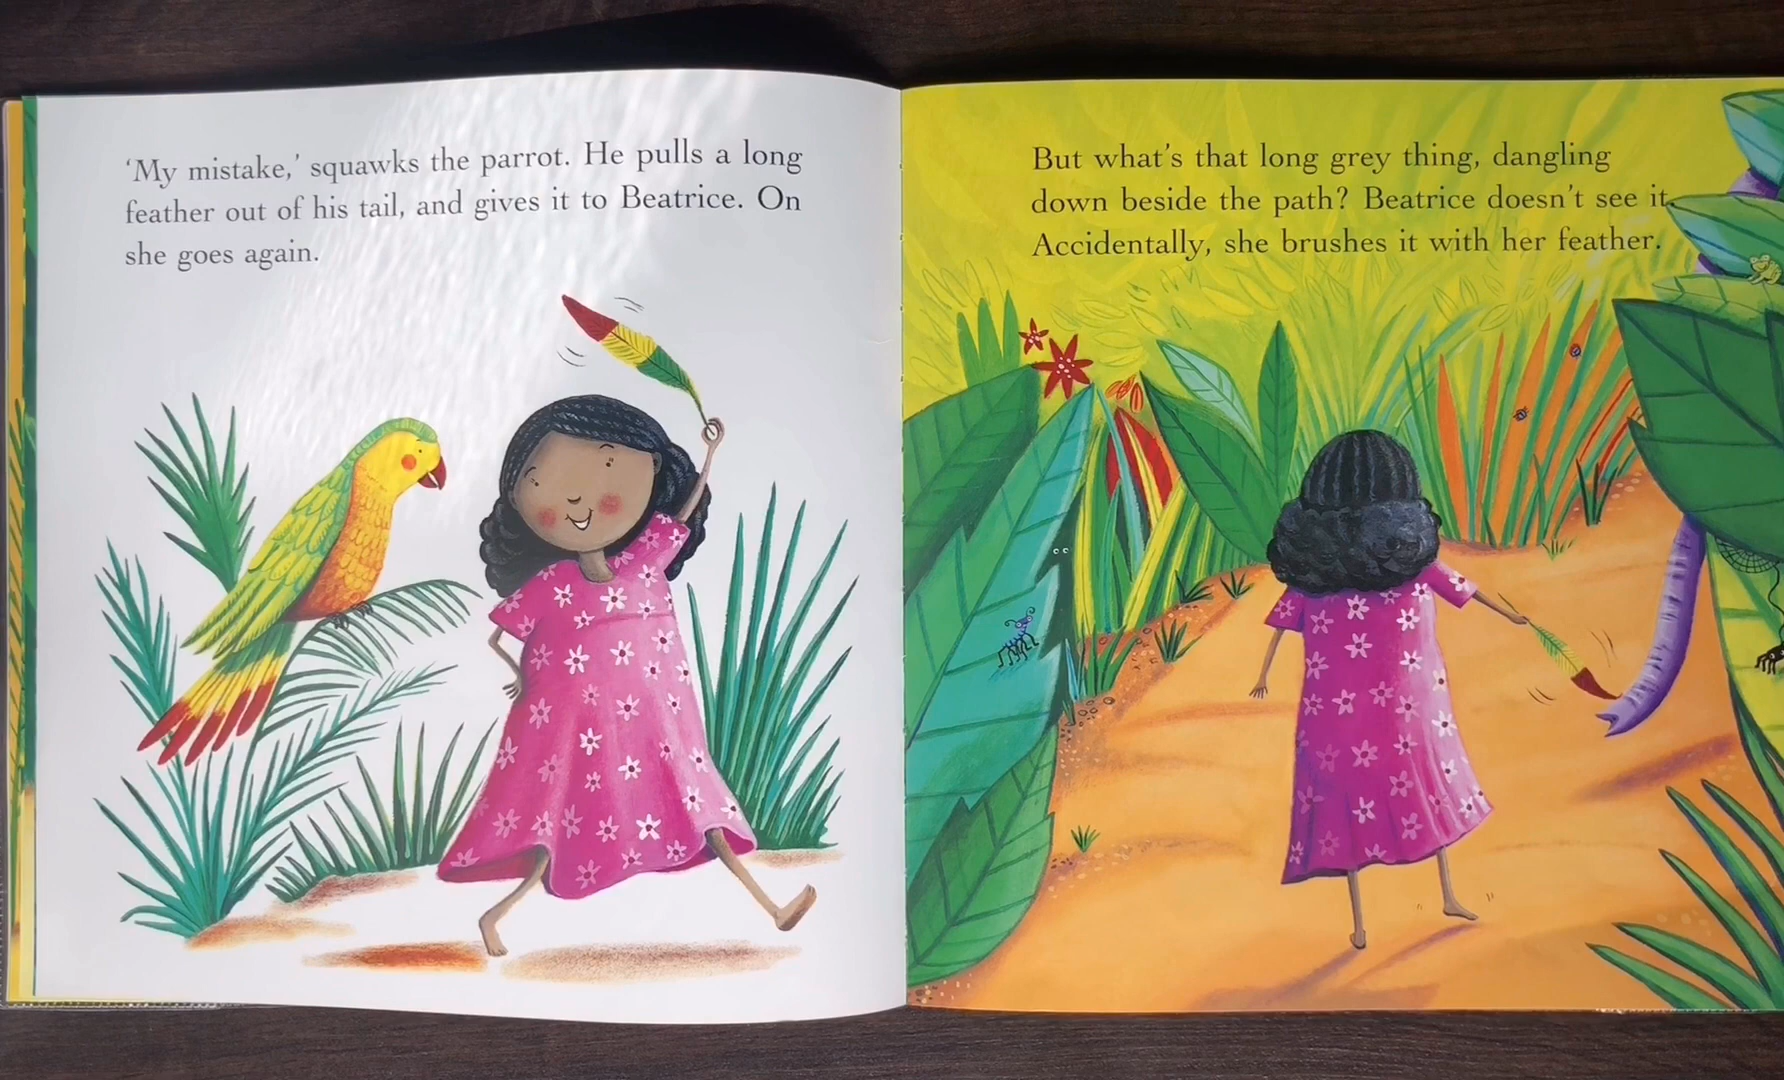 ‘My mistake,’ squawks the parrot. He pulls a long
feather out of his tail, and gives it to Beatrice. On
she goes again.
But what’s that long grey thing, dangling
down beside the path? Beatrice doesn’t see it.
Accidentally, she brushes it with her feather.